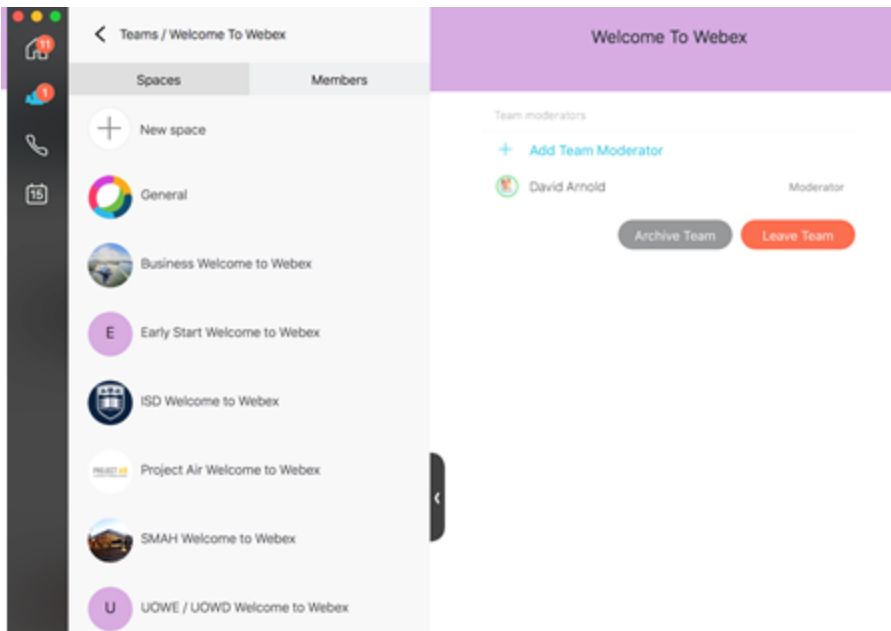 11
1
15
Teams / Welcome To Webex
Spaces
Members
New space
General
Business Welcome to Webex
E
Early Start Welcome to Webex
ISD Welcome to Webex
PROJECT AIR
Project Air Welcome to Webex
SMAH Welcome to Webex
U
UOWE / UOWD Welcome to Webex
Welcome To Webex
Team moderators
Add Team Moderator
David Arnold
Moderator
Archive Team
Leave Team